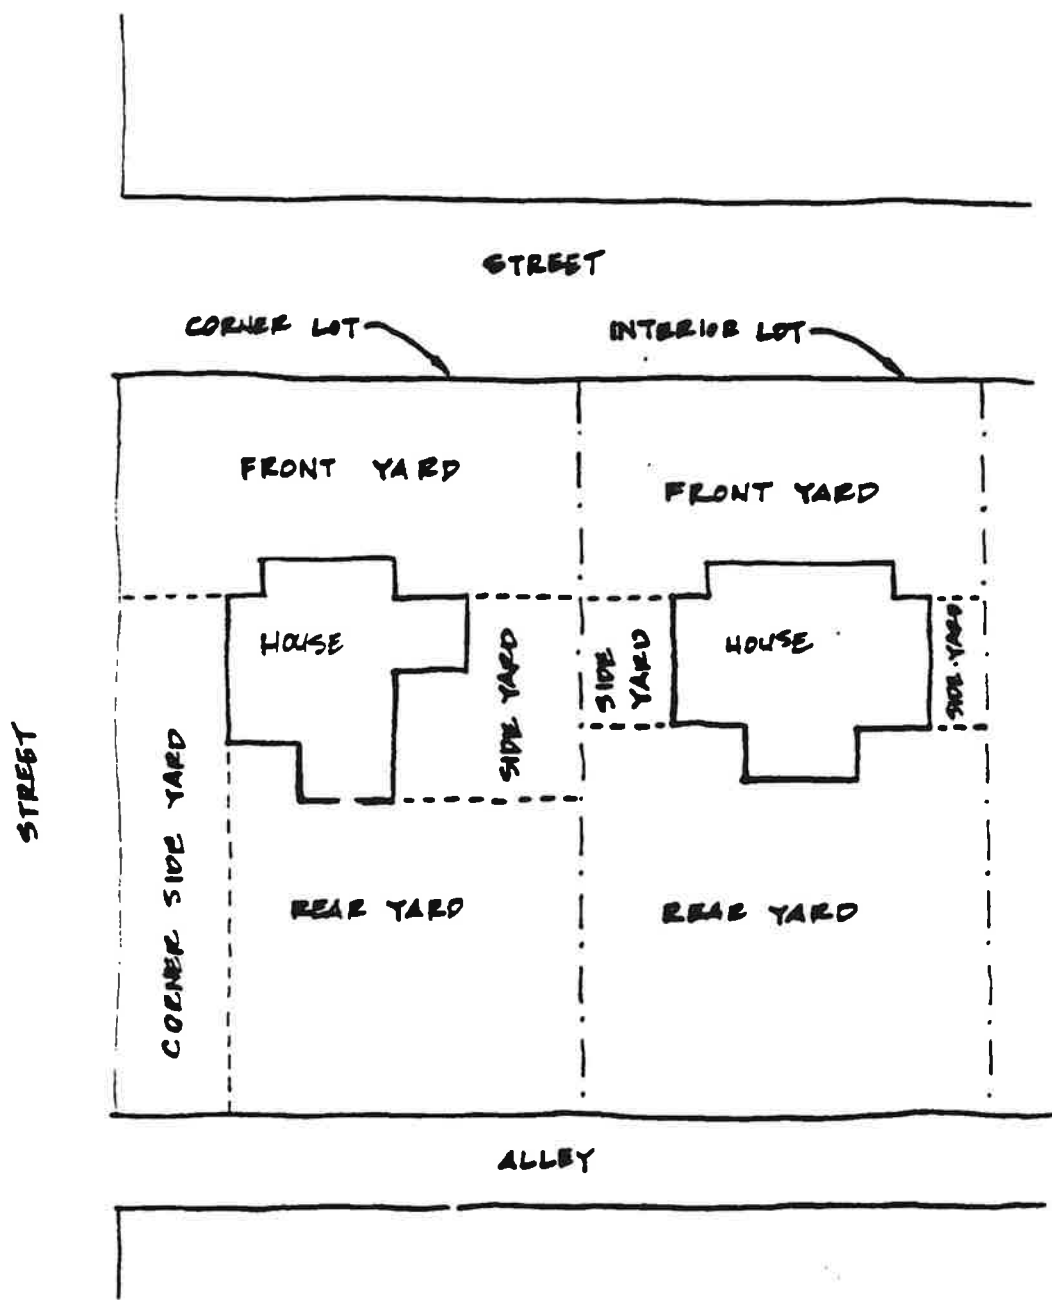 STREET
CORNER LOT
INTERIOR LOT
FRONT YARD
FRONT YARD
HOUSE
SIDE YARD
SIDE
YARD
HOUSE
SIDE YARD
STREET
CORNER SIDE YARD
REAR YARD
REAR YARD
ALLEY